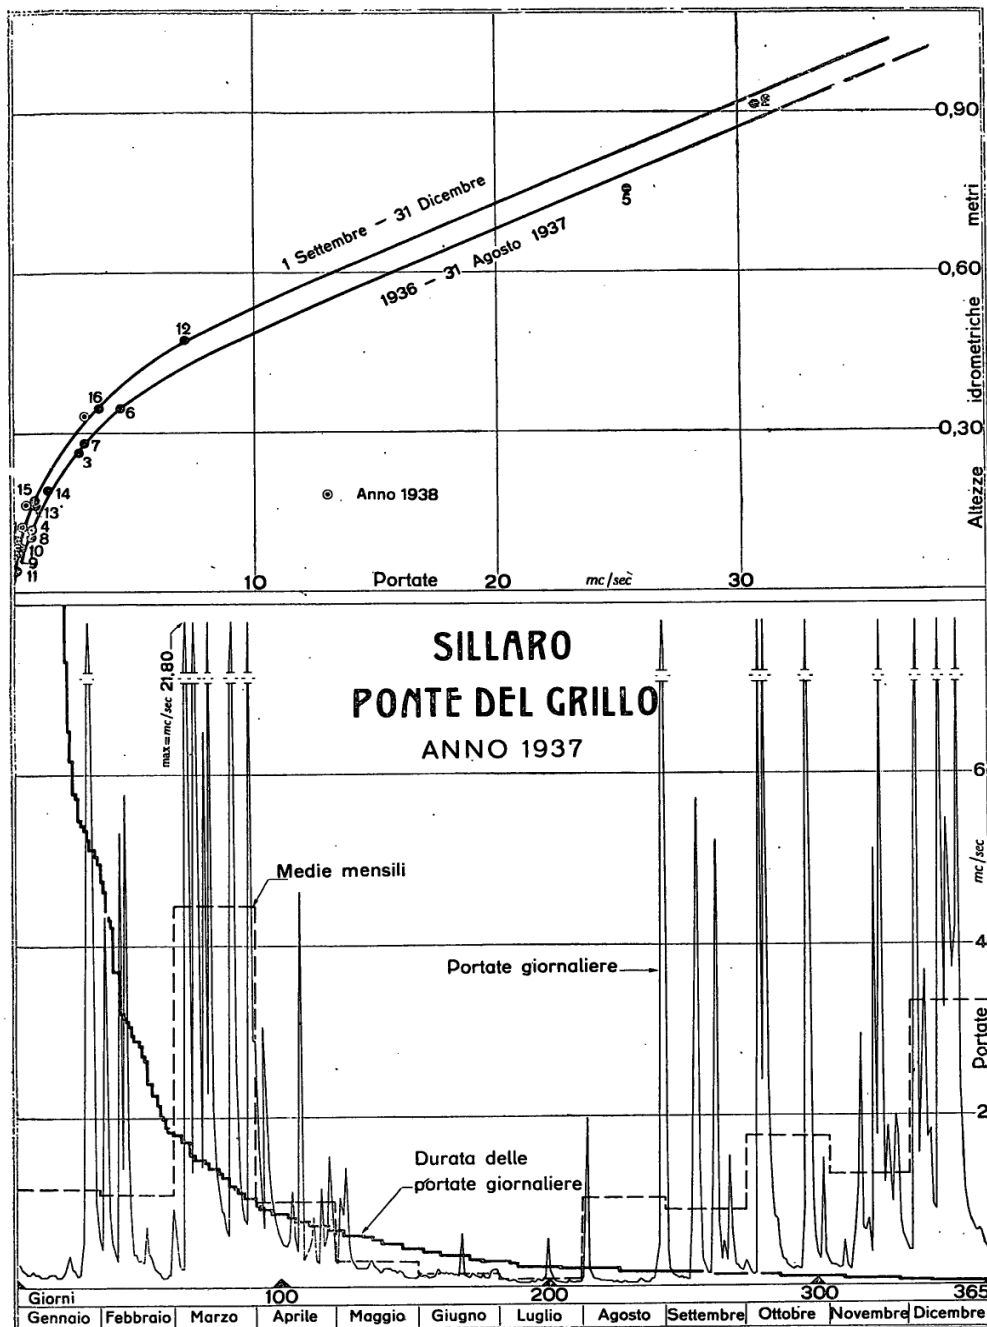 0,90
1 Settembre – 31 Dicembre
metri
5
1936 – 31 Agosto 1937
0,60
12
idrometriche
16
6
0,30
7
3
15
14
Anno 1938
13
4
8
10
9
11
Altezze
10
Portate
20
mc/sec
30
SILLARO
PONTE DEL GRILLO
ANNO 1937
max=mc/sec 21,80
6
mc/sec
Medie mensili
4
Portate giornaliere
Portate
2
Durata delle
portate giornaliere
Giorni
100
200
300
365
Gennaio
Febbraio
Marzo
Aprile
Maggio
Giugno
Luglio
Agosto
Settembre
Ottobre
Novembre
Dicembre